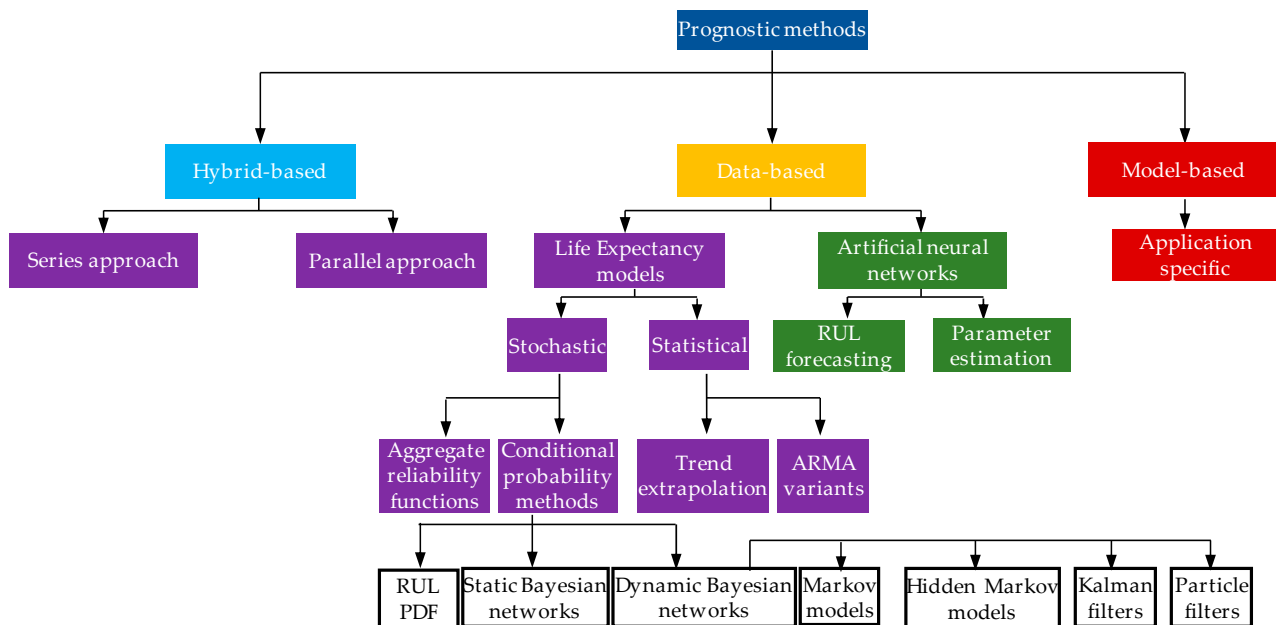 Prognostic methods
Hybrid-based
Data-based
Model-based
Series approach
Parallel approach
Life Expectancy
models
Artificial neural
networks
Application
specific
Stochastic
Statistical
RUL
forecasting
Parameter
estimation
Aggregate
reliability
functions
Conditional
probability
methods
Trend
extrapolation
ARMA
variants
RUL
PDF
Static Bayesian
networks
Dynamic Bayesian
networks
Markov
models
Hidden Markov
models
Kalman
filters
Particle
filters